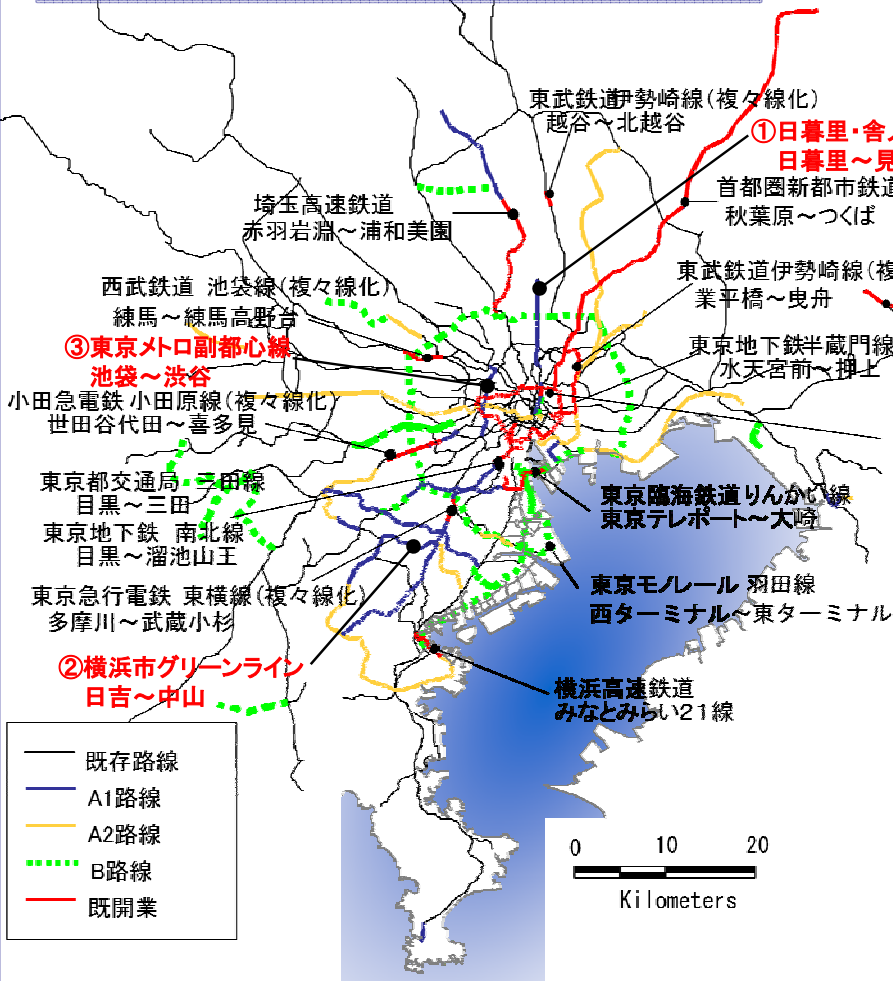 東武鉄道伊勢崎線(複々線化)
越谷～北越谷
①日暮里・舎人
日暮里～見
首都圏新都市鉄道
秋葉原～つくば
埼玉高速鉄道
赤羽岩淵～浦和美園
東武鉄道伊勢崎線(複
業平橋～曳舟
西武鉄道 池袋線(複々線化)
練馬～練馬高野台
③東京メトロ副都心線
池袋～渋谷
東京地下鉄半蔵門線
水天宮前～押上
小田急電鉄 小田原線(複々線化)
世田谷代田～喜多見
東京都交通局 三田線
目黒～三田
東京臨海鉄道りんかい線
東京テレポート～大崎
東京地下鉄 南北線
目黒～溜池山王
東京急行電鉄 東横線(複々線化)
多摩川～武蔵小杉
東京モノレール 羽田線
西ターミナル～東ターミナル
②横浜市グリーンライン
日吉～中山
横浜高速鉄道
みなとみらい21線
既存路線
A1路線
A2路線
B路線
既開業
0 10 20
Kilometers